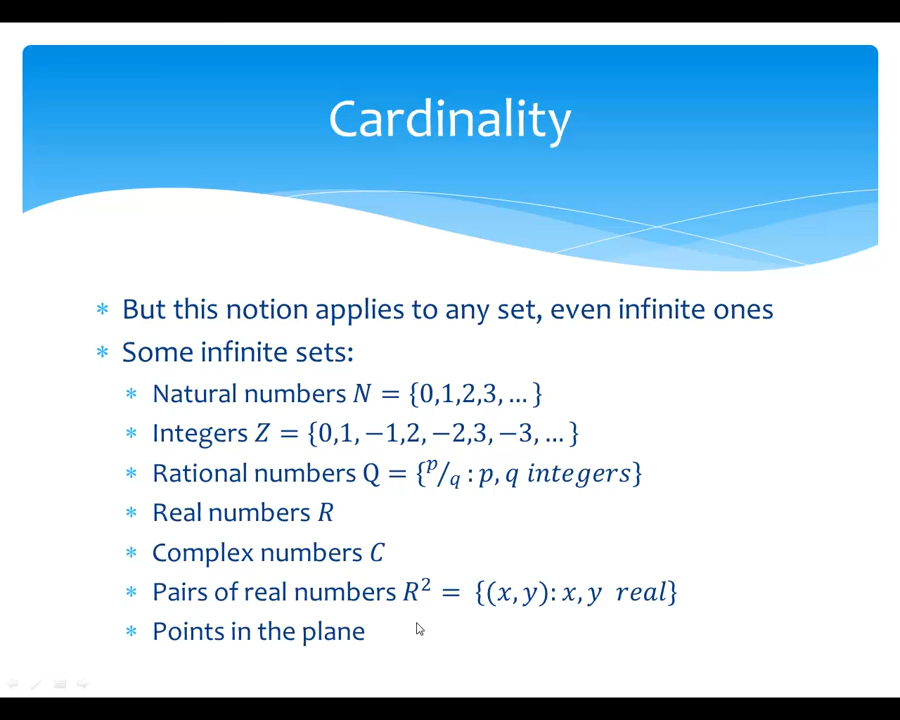 Cardinality
* But this notion applies to any set, even infinite ones
* Some infinite sets:
* Natural numbers N = {0,1,2,3, … }
* Integers Z = {0,1, −1,2, −2,3, −3, … }
* Rational numbers Q = {p/q : p, q integers}
* Real numbers R
* Complex numbers C
* Pairs of real numbers R² = {(x, y): x, y real}
* Points in the plane